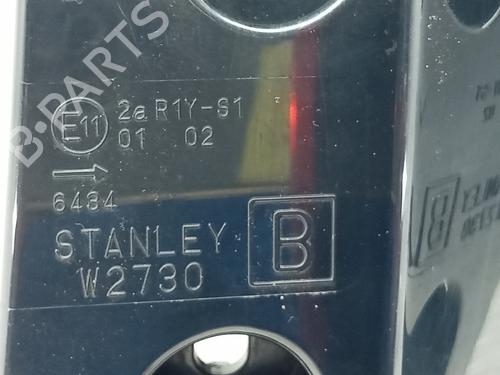 B-PARTS
E11 2a R1Y-S1
01 02
6484
STANLEY
W2730
B